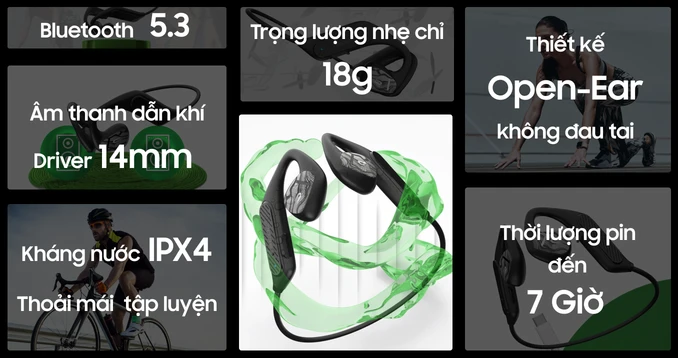 Bluetooth 5.3
Âm thanh dẫn khí
Driver 14mm
Kháng nước IPX4
Thoải mái tập luyện
Trọng lượng nhẹ chỉ
18g
Thiết kế
Open-Ear
không đau tai
Thời lượng pin
đến
7 Giờ